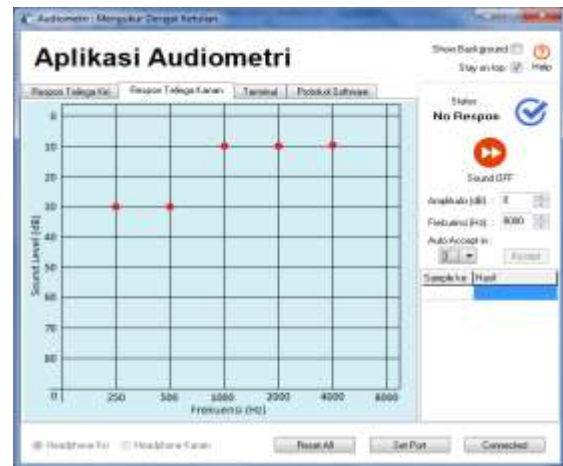 Audiometri : Mengukur Derajat Ketulian
Aplikasi Audiometri
Show Background
Stay on top
Help
Respon Telinga Kiri
Respon Telinga Kanan
Terminal
Protokol Software
Status
No Respon
Sound OFF
Amplitudo (dB) : 0
Frekuensi (Hz) : 8000
Auto Accept in :
Accept
Sample ke
Hasil
Sound Level (dB)
0
10
20
30
40
50
60
70
80
0
250
500
1000
2000
4000
8000
Frekuensi (Hz)
Headphone Kiri
Headphone Kanan
Reset All
Set Port
Connected